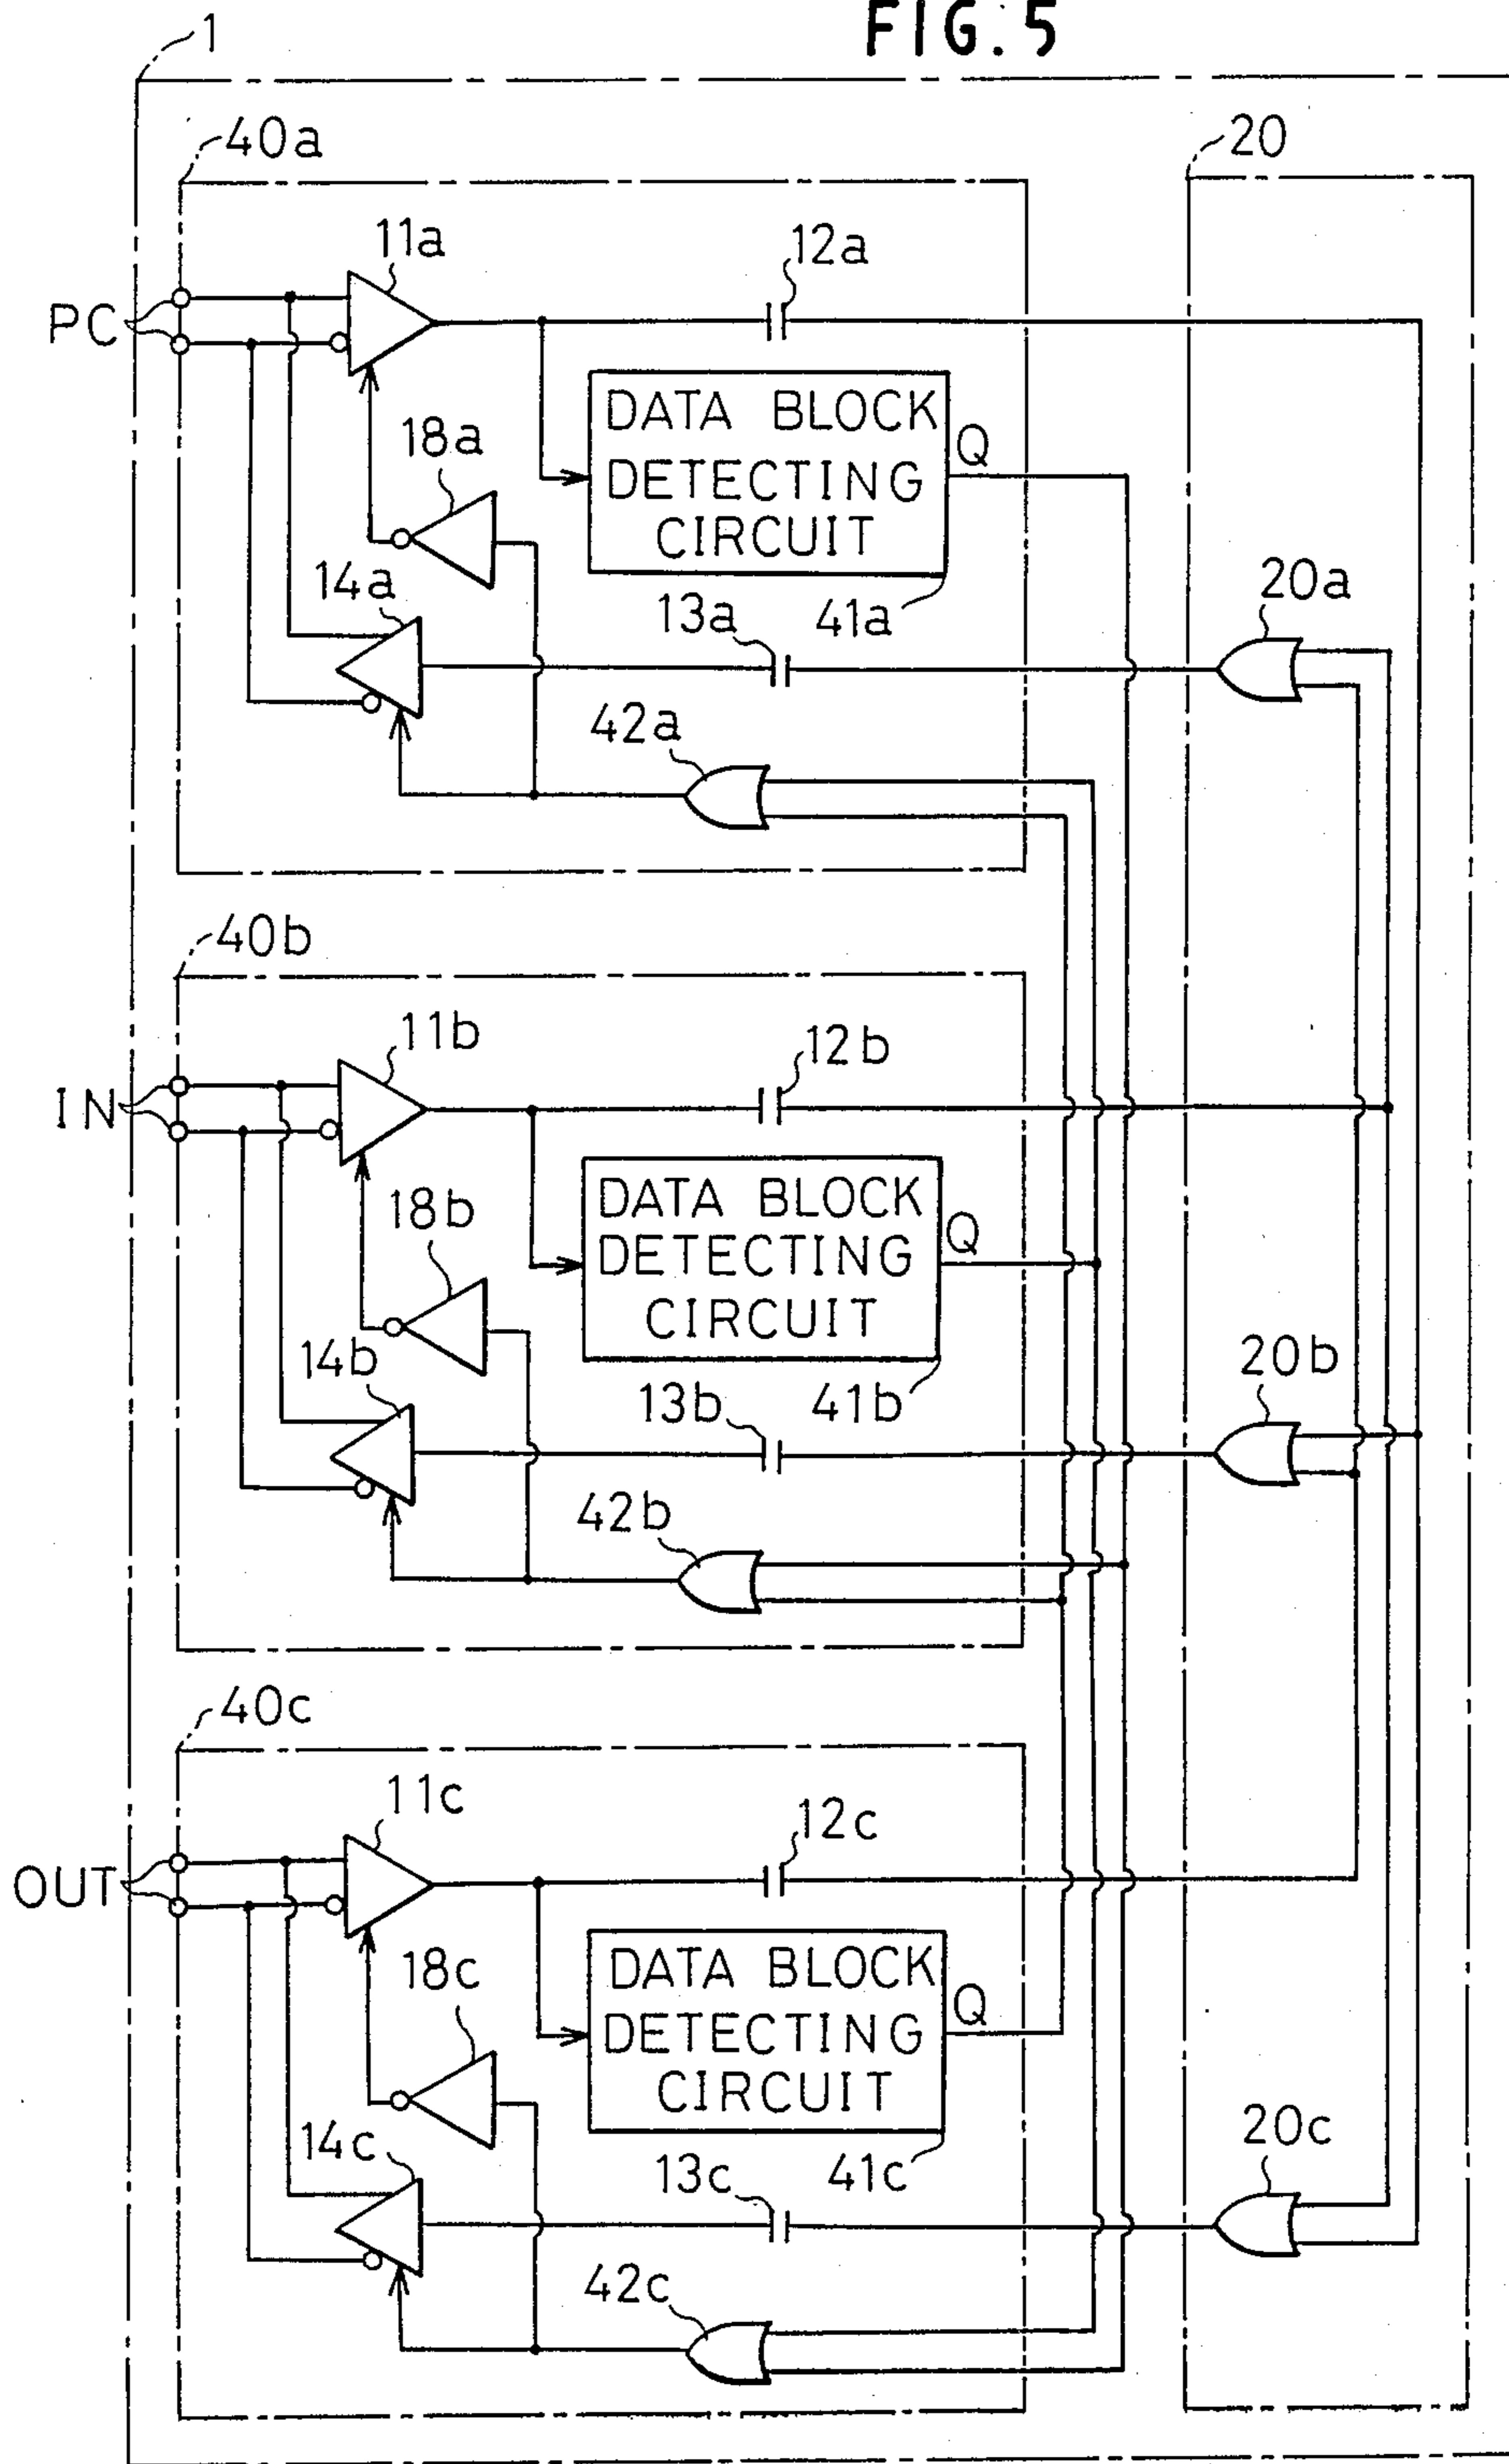 FIG. 5
1
40a
20
11a
12a
PC
DATA BLOCK
DETECTING
CIRCUIT
Q
18a
14a
13a
41a
20a
42a
40b
11b
12b
IN
DATA BLOCK
DETECTING
CIRCUIT
Q
18b
14b
13b
41b
20b
42b
40c
11c
12c
OUT
DATA BLOCK
DETECTING
CIRCUIT
Q
18c
14c
13c
41c
20c
42c